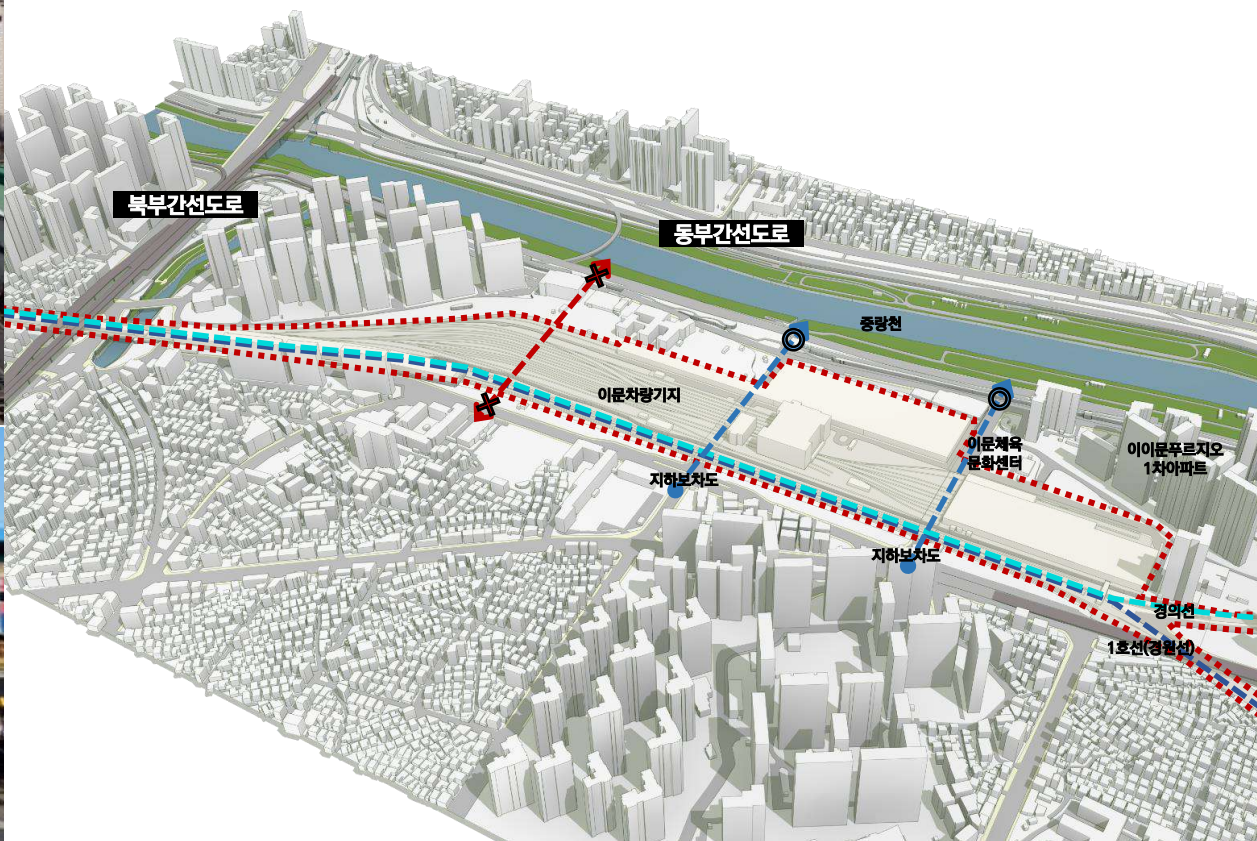 북부간선도로
동부간선도로
중랑천
이문차량기지
이문체육
문화센터
이이문푸르지오
1차아파트
지하보차도
지하보차도
경의선
1호선(경원선)